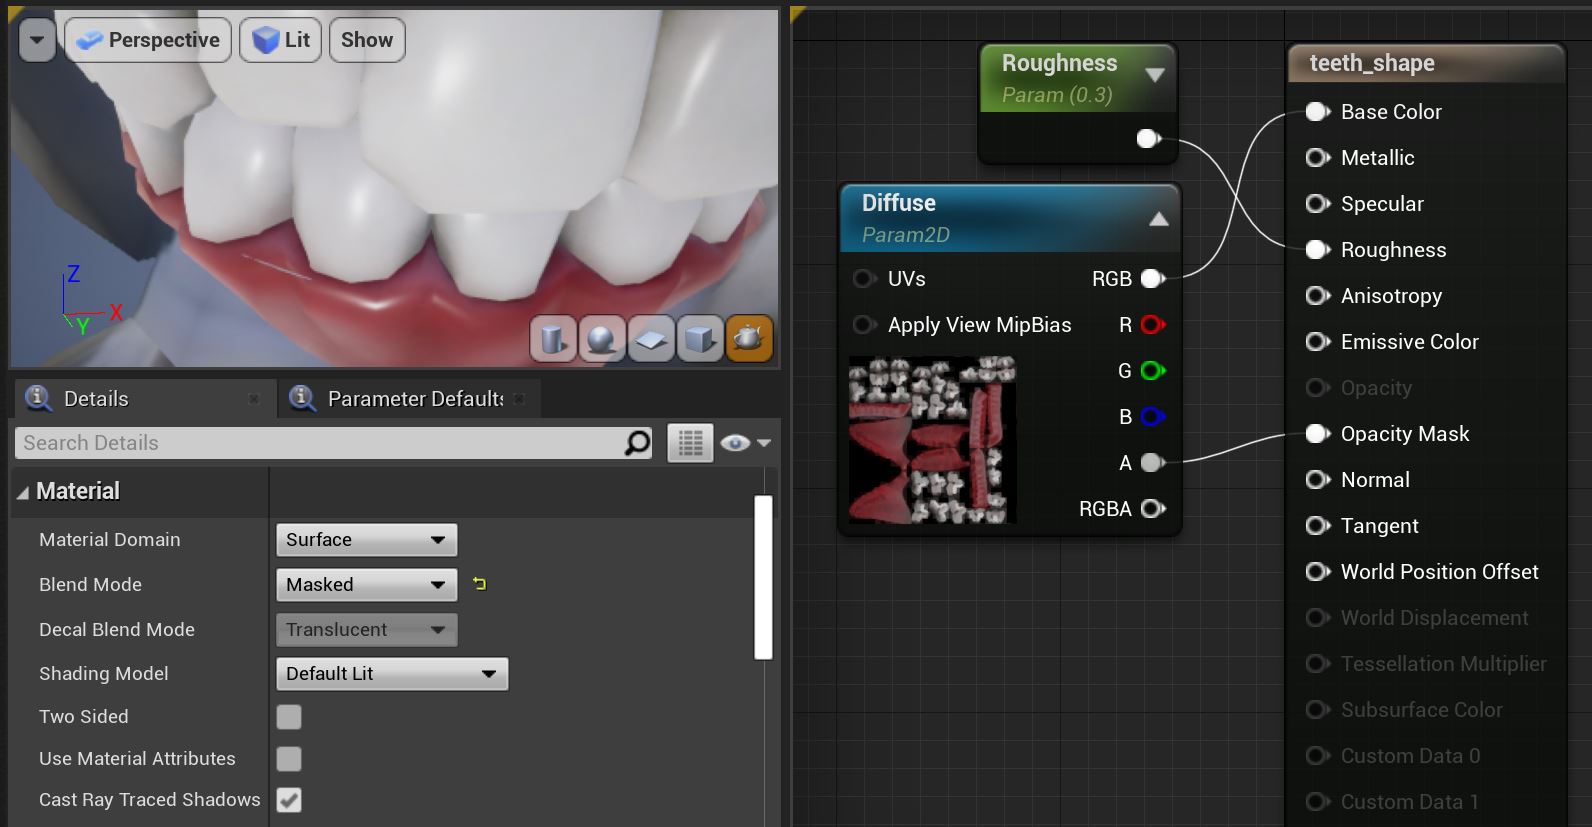 Perspective
Lit
Show
Z
X
Y
Details
Parameter Defaults
Search Details
Material
Material Domain
Surface
Blend Mode
Masked
Decal Blend Mode
Translucent
Shading Model
Default Lit
Two Sided
Use Material Attributes
Cast Ray Traced Shadows
Roughness
Param (0.3)
Diffuse
Param2D
UVs
RGB
Apply View MipBias
R
G
B
A
RGBA
teeth_shape
Base Color
Metallic
Specular
Roughness
Anisotropy
Emissive Color
Opacity
Opacity Mask
Normal
Tangent
World Position Offset
World Displacement
Tessellation Multiplier
Subsurface Color
Custom Data 0
Custom Data 1